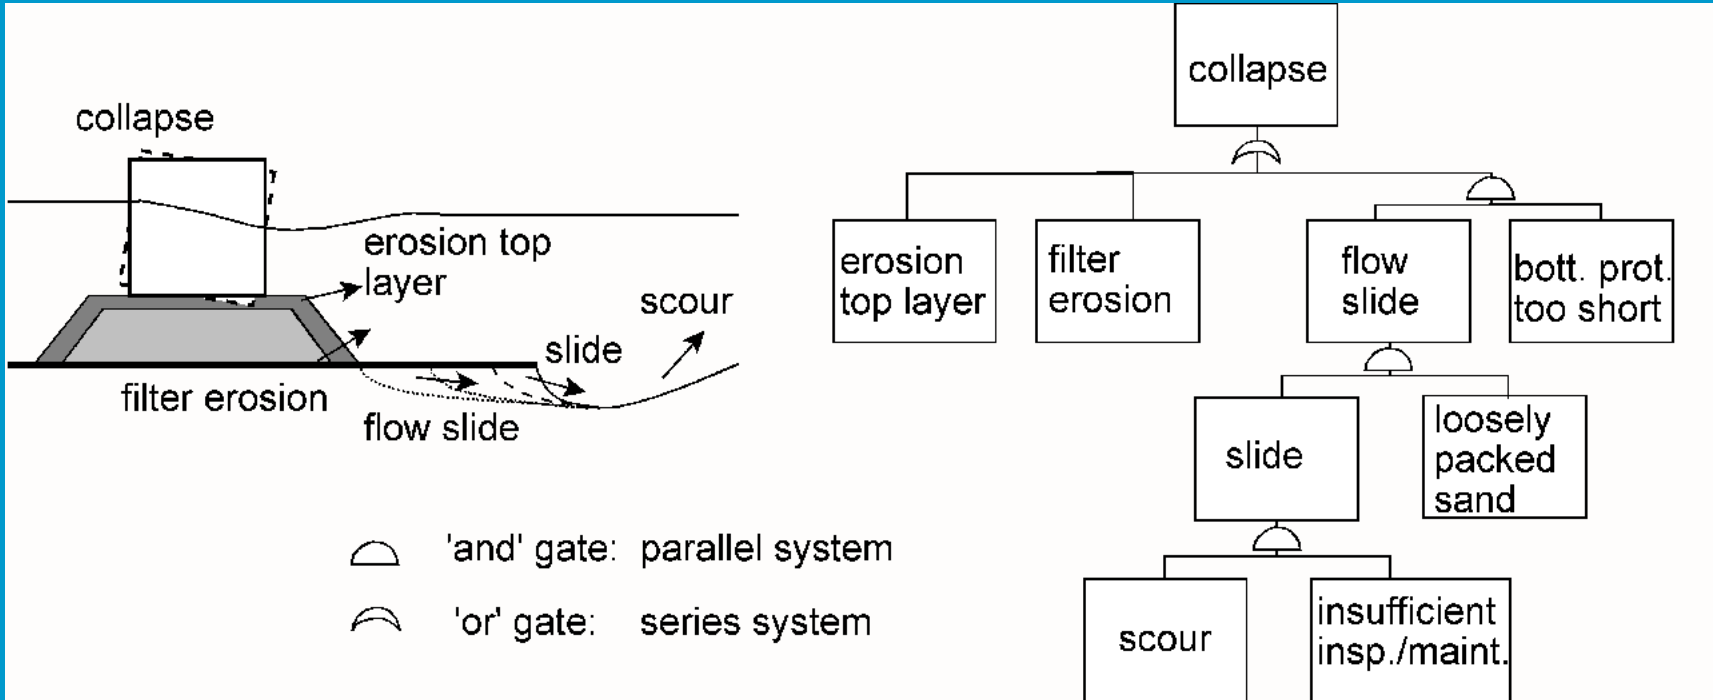 collapse
erosion top
layer
scour
slide
filter erosion
flow slide
'and' gate: parallel system
'or' gate: series system
collapse
erosion
top layer
filter
erosion
flow
slide
bott. prot.
too short
slide
loosely
packed
sand
scour
insufficient
insp./maint.